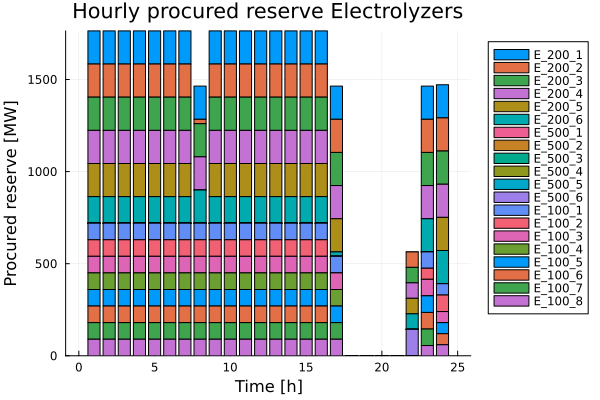 Hourly procured reserve Electrolyzers
Procured reserve [MW]
1500
1000
500
0
0 5 10 15 20 25
Time [h]
E_200_1
E_200_2
E_200_3
E_200_4
E_200_5
E_200_6
E_500_1
E_500_2
E_500_3
E_500_4
E_500_5
E_500_6
E_100_1
E_100_2
E_100_3
E_100_4
E_100_5
E_100_6
E_100_7
E_100_8